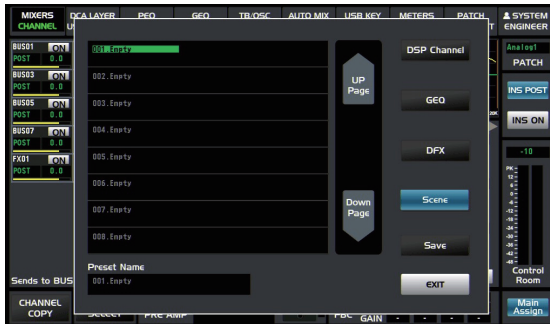 MIXERS DCA LAYER PEQ GEQ TB/OSC AUTO MIX USB KEY METERS PATCH SYSTEM
CHANNEL ENGINEER
BUS01 ON
POST 0.0
BUS03 ON
POST 0.0
BUS05 ON
POST 0.0
BUS07 ON
POST 0.0
FX01 ON
POST 0.0
Sends to BUS
CHANNEL
COPY
001.Empty
002.Empty
003.Empty
004.Empty
005.Empty
006.Empty
007.Empty
008.Empty
Preset Name
001.Empty
UP
Page
Down
Page
DSP Channel
GEQ
DFX
Scene
Save
EXIT
Analog1
PATCH
INS POST
INS ON
-10
Control
Room
Main
Assign
GAIN